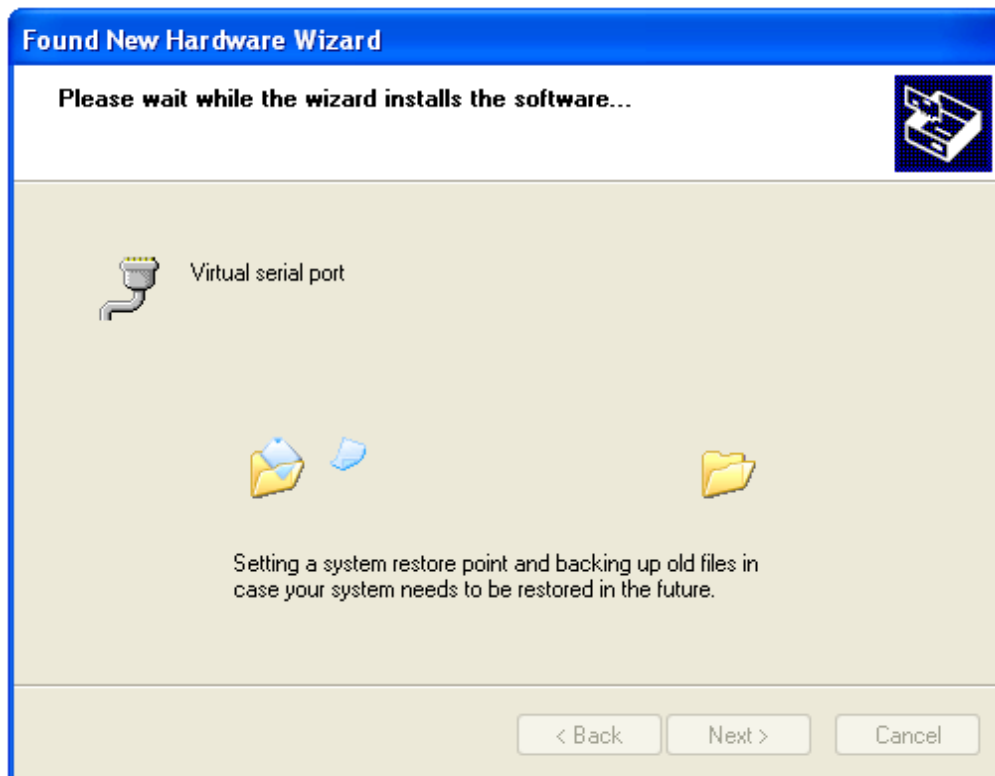 Found New Hardware Wizard
Please wait while the wizard installs the software...
Virtual serial port
Setting a system restore point and backing up old files in
case your system needs to be restored in the future.
< Back Next > Cancel